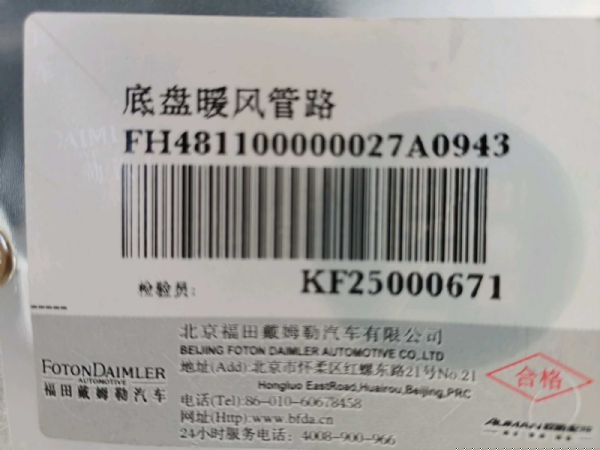 底盘暖风管路
FH481100000027A0943
检验员:
KF25000671
FOTONDAIMLER
AUTOMOTIVE
福田戴姆勒汽车
北京福田戴姆勒汽车有限公司
BEIJING FOTON DAIMLER AUTOMOTIVE CO.,LTD
地址(Add):北京市怀柔区红螺东路21号No.21
Hongluo EastRoad,Huairou,Beijing,PRC
电话(Tel):86-010-60678458
网址(Http):www.bfda.cn
24小时服务电话: 4008-900-966
合格
AUMAN